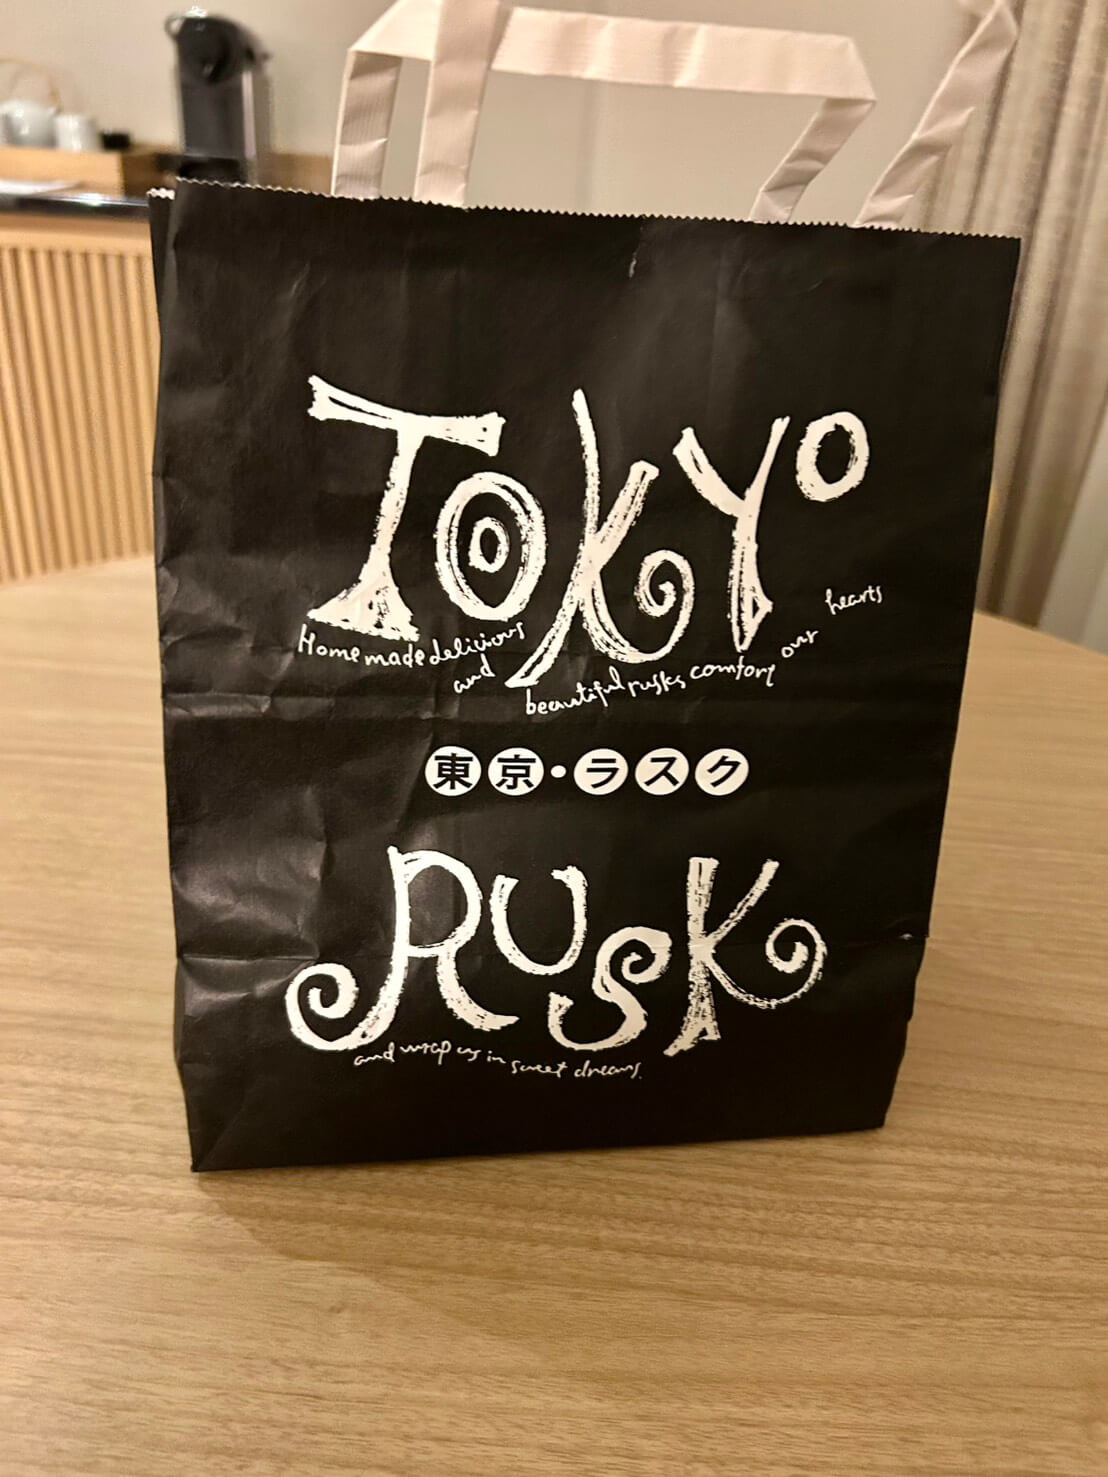 TOKYO
Home made delicious
and
beautiful rusks comfort our hearts
東京・ラスク
RUSK
and wrap us in sweet dreams.